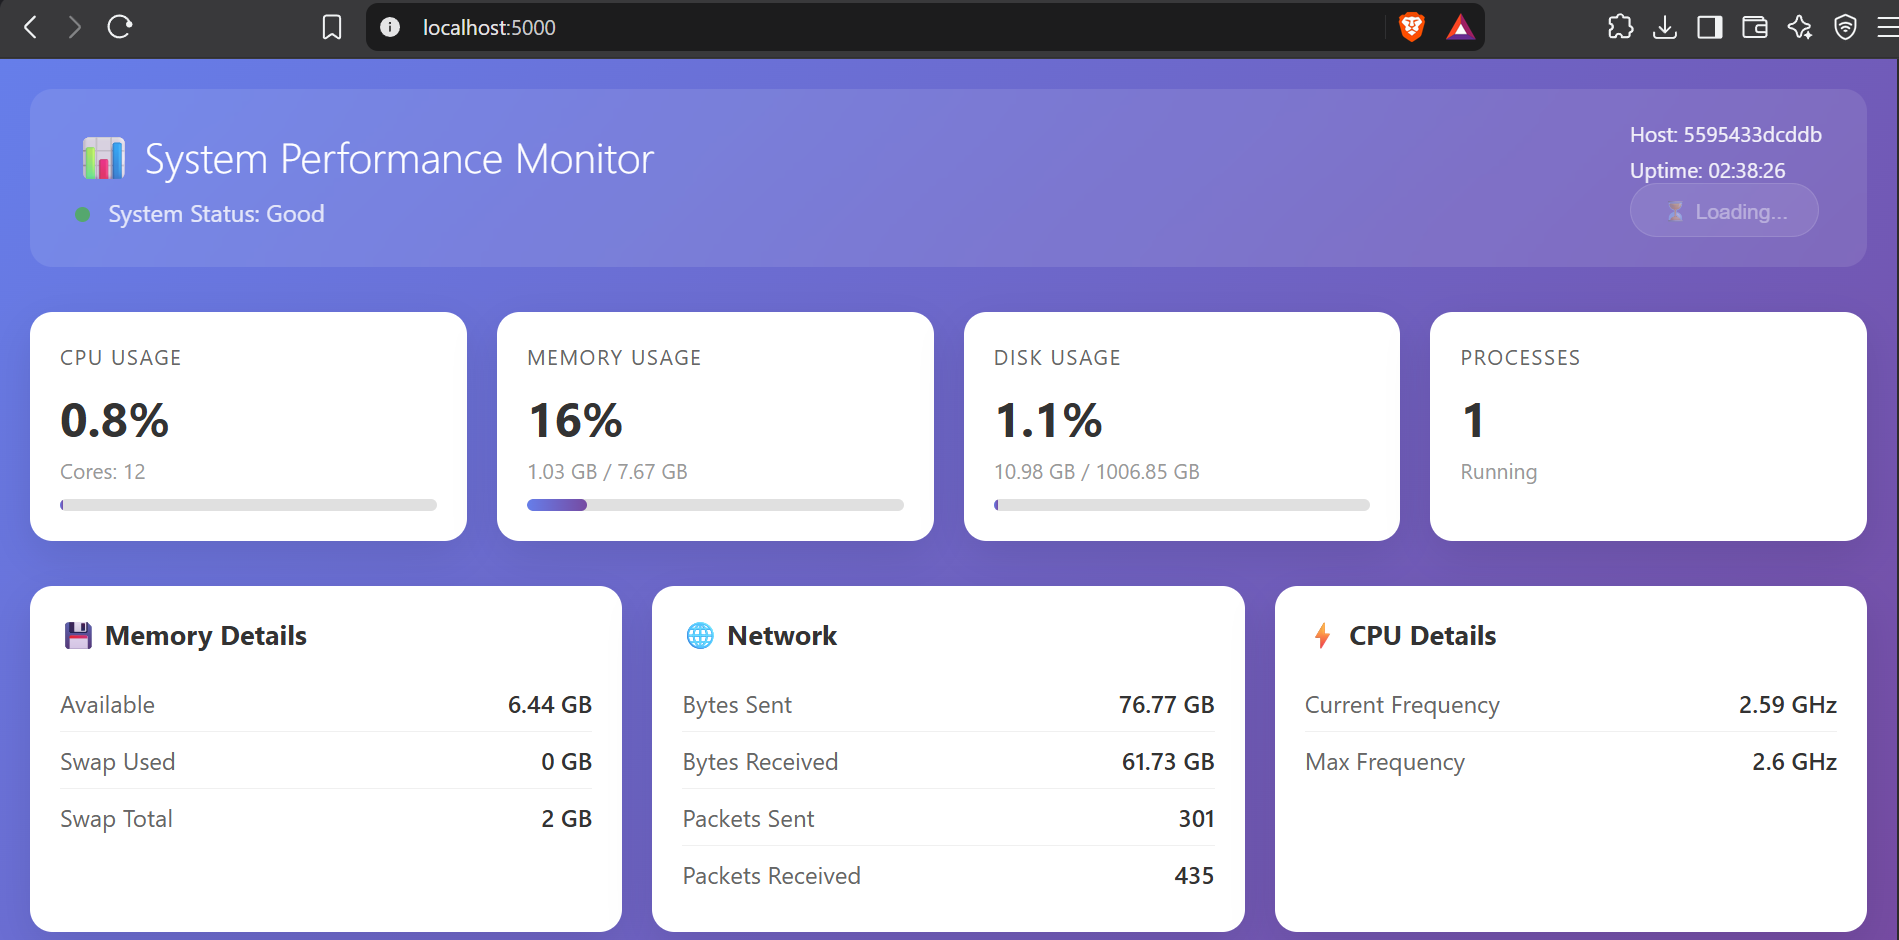 localhost:5000
System Performance Monitor
System Status: Good
Host: 5595433dcddb
Uptime: 02:38:26
Loading...
CPU USAGE
0.8%
Cores: 12
MEMORY USAGE
16%
1.03 GB / 7.67 GB
DISK USAGE
1.1%
10.98 GB / 1006.85 GB
PROCESSES
1
Running
Memory Details
Available 6.44 GB
Swap Used 0 GB
Swap Total 2 GB
Network
Bytes Sent 76.77 GB
Bytes Received 61.73 GB
Packets Sent 301
Packets Received 435
CPU Details
Current Frequency 2.59 GHz
Max Frequency 2.6 GHz